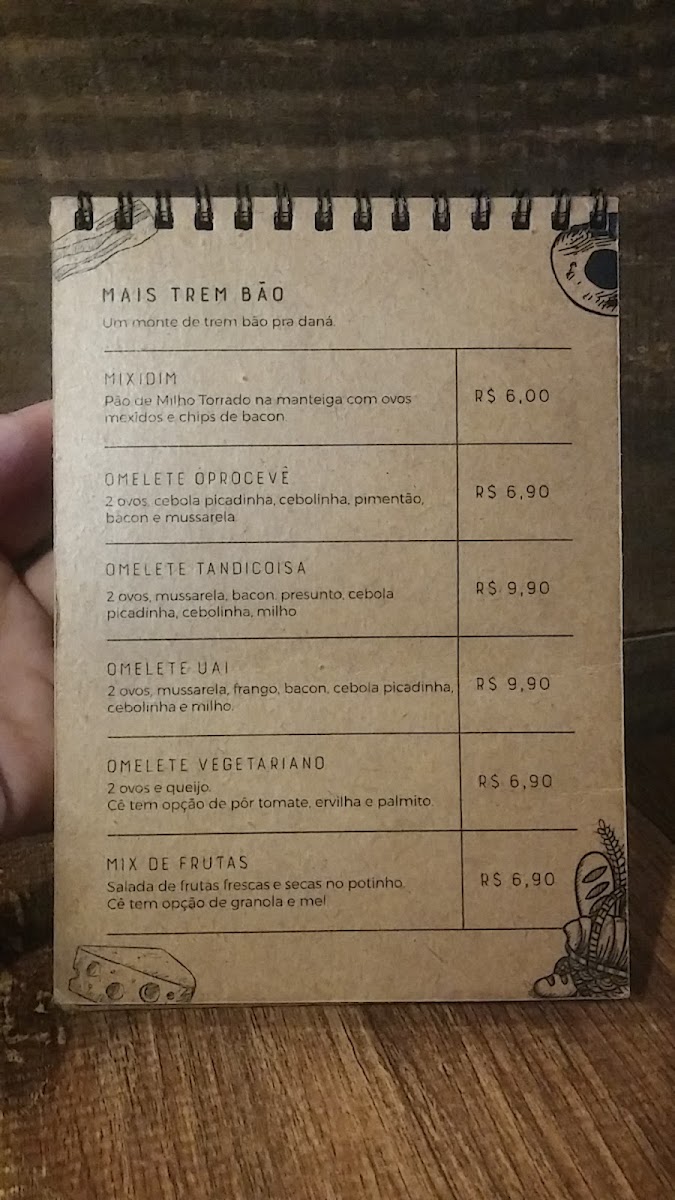 MAIS TREM BÃO
Um monte de trem bão pra daná.
MIXIDIM
Pão de Milho Torrado na manteiga com ovos
mexidos e chips de bacon.
R$ 6,00
OMELETE OPROCEVÊ
2 ovos, cebola picadinha, cebolinha, pimentão,
bacon e mussarela.
R$ 6,90
OMELETE TANDICOISA
2 ovos, mussarela, bacon, presunto, cebola
picadinha, cebolinha, milho
R$ 9,90
OMELETE UAI
2 ovos, mussarela, frango, bacon, cebola picadinha,
cebolinha e milho.
R$ 9,90
OMELETE VEGETARIANO
2 ovos e queijo.
Cê tem opção de pôr tomate, ervilha e palmito.
R$ 6,90
MIX DE FRUTAS
Salada de frutas frescas e secas no potinho.
Cê tem opção de granola e mel
R$ 6,90